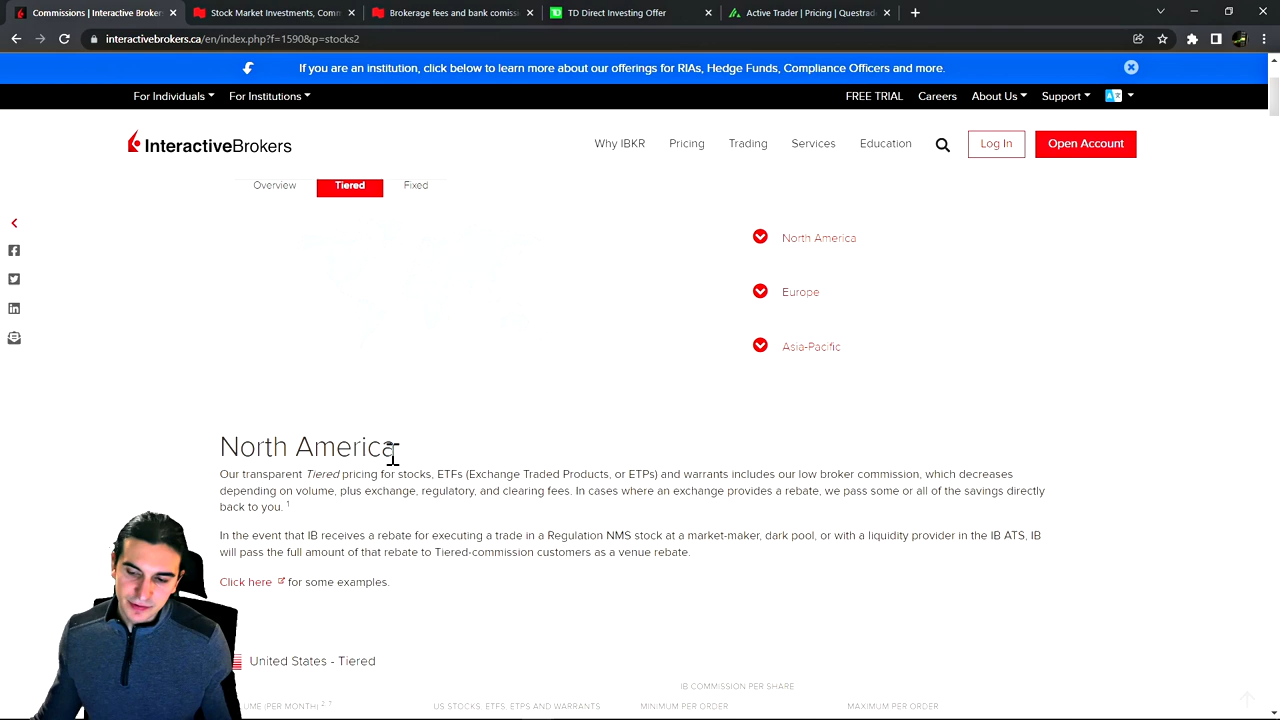 Commissions | Interactive Brokers
Stock Market Investments, Comm
Brokerage fees and bank comissi
TD Direct Investing Offer
Active Trader | Pricing | Questrade
interactivebrokers.ca/en/index.php?f=1590&p=stocks2
If you are an institution, click below to learn more about our offerings for RIAs, Hedge Funds, Compliance Officers and more.
For Individuals
For Institutions
FREE TRIAL
Careers
About Us
Support
InteractiveBrokers
Why IBKR
Pricing
Trading
Services
Education
Log In
Open Account
Overview
Tiered
Fixed
North America
Europe
Asia-Pacific
North America
Our transparent Tiered pricing for stocks, ETFs (Exchange Traded Products, or ETPs) and warrants includes our low broker commission, which decreases
depending on volume, plus exchange, regulatory, and clearing fees. In cases where an exchange provides a rebate, we pass some or all of the savings directly
back to you. 1
In the event that IB receives a rebate for executing a trade in a Regulation NMS stock at a market-maker, dark pool, or with a liquidity provider in the IB ATS, IB
will pass the full amount of that rebate to Tiered-commission customers as a venue rebate.
Click here for some examples.
United States - Tiered
IB COMMISSION PER SHARE
(PER MONTH) 2 7
US STOCKS, ETFS, ETPS AND WARRANTS
MINIMUM PER ORDER
MAXIMUM PER ORDER